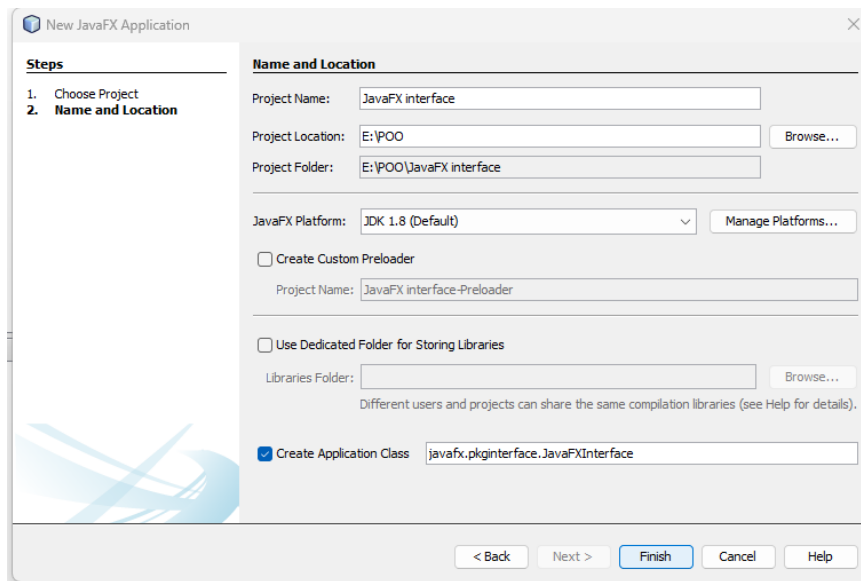 New JavaFX Application
Steps
1. Choose Project
2. Name and Location
Name and Location
Project Name: JavaFX interface
Project Location: E:\POO Browse...
Project Folder: E:\POO\JavaFX interface
JavaFX Platform: JDK 1.8 (Default) Manage Platforms...
Create Custom Preloader
Project Name: JavaFX interface-Preloader
Use Dedicated Folder for Storing Libraries
Libraries Folder: Browse...
Different users and projects can share the same compilation libraries (see Help for details).
Create Application Class javafx.pkginterface.JavaFXInterface
< Back Next > Finish Cancel Help